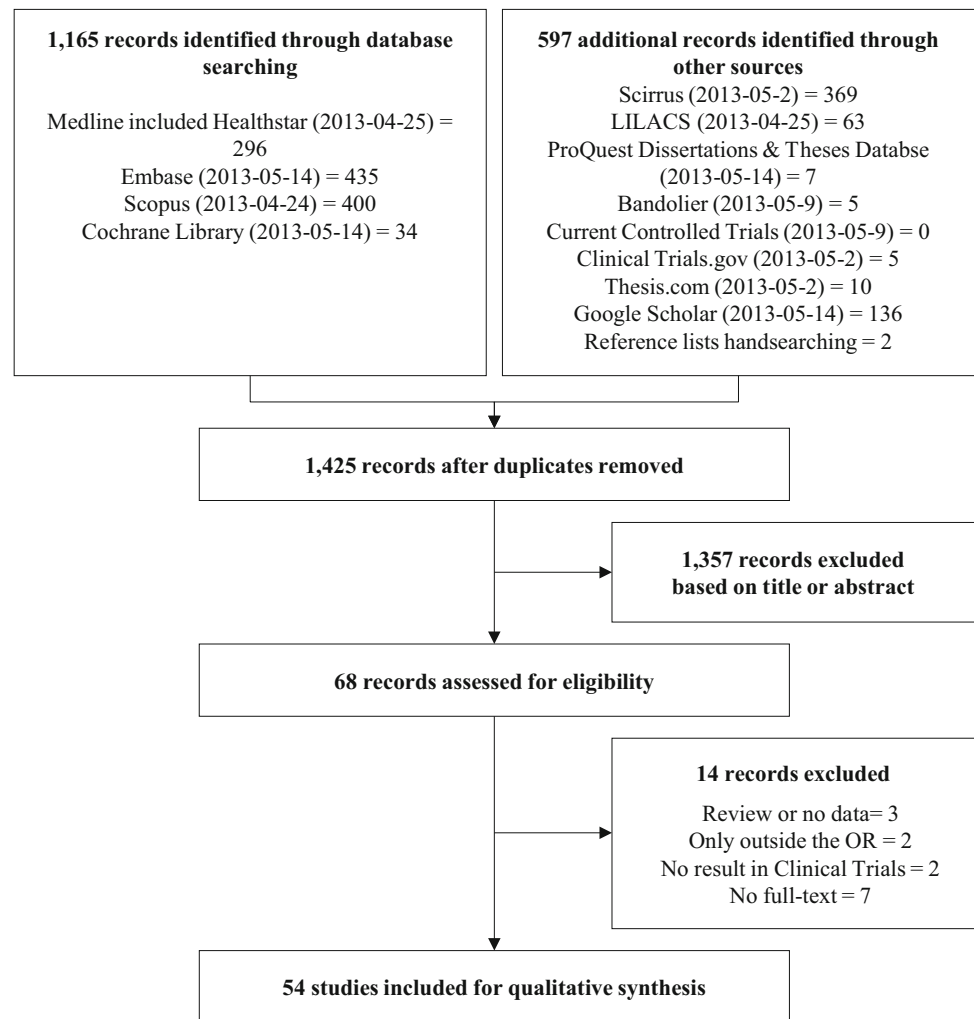 1,165 records identified through database
searching
Medline included Healthstar (2013-04-25) =
296
Embase (2013-05-14) = 435
Scopus (2013-04-24) = 400
Cochrane Library (2013-05-14) = 34
597 additional records identified through
other sources
Scirrus (2013-05-2) = 369
LILACS (2013-04-25) = 63
ProQuest Dissertations & Theses Databse
(2013-05-14) = 7
Bandolier (2013-05-9) = 5
Current Controlled Trials (2013-05-9) = 0
Clinical Trials.gov (2013-05-2) = 5
Thesis.com (2013-05-2) = 10
Google Scholar (2013-05-14) = 136
Reference lists handsearching = 2
1,425 records after duplicates removed
1,357 records excluded
based on title or abstract
68 records assessed for eligibility
14 records excluded
Review or no data= 3
Only outside the OR = 2
No result in Clinical Trials = 2
No full-text = 7
54 studies included for qualitative synthesis